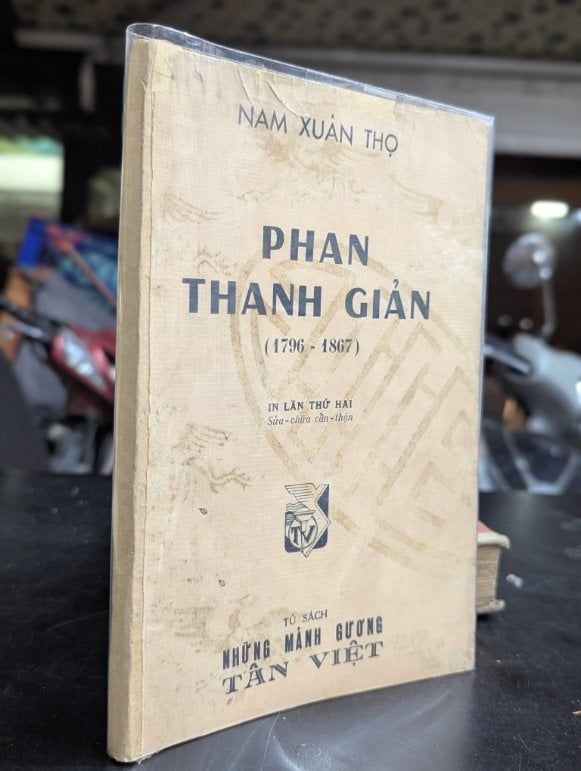 NAM XUÂN THỌ
PHAN
THANH GIẢN
(1796 - 1867)
IN LẦN THỨ HAI
Sửa-chữa cẩn-thận
TV
TỦ SÁCH
NHỮNG MẢNH GƯƠNG
TÂN VIỆT